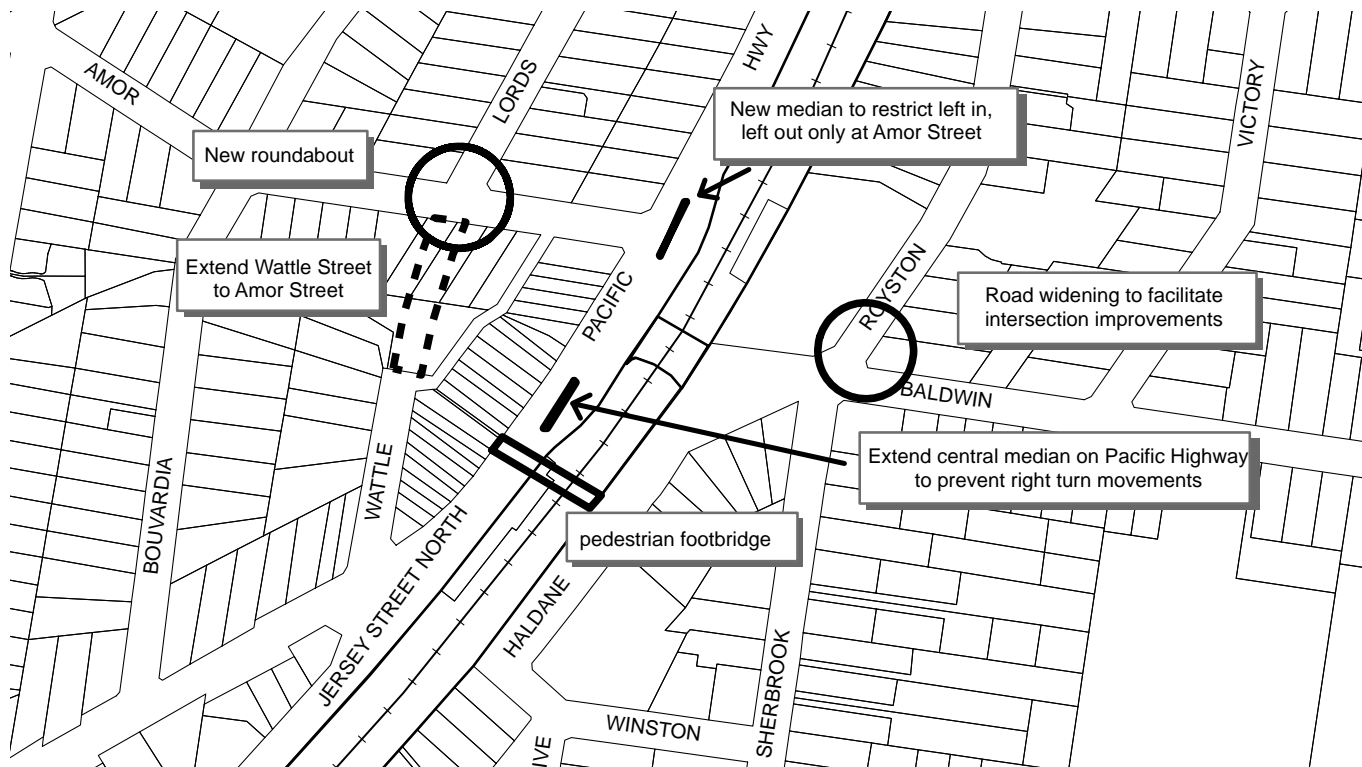 AMOR
LORDS
HWY
New median to restrict left in,
left out only at Amor Street
VICTORY
New roundabout
Extend Wattle Street
to Amor Street
PACIFIC
ROYSTON
Road widening to facilitate
intersection improvements
BALDWIN
Extend central median on Pacific Highway
to prevent right turn movements
WATTLE
BOUVARDIA
pedestrian footbridge
JERSEY STREET NORTH
HALDANE
SHERBROOK
WINSTON
IVE